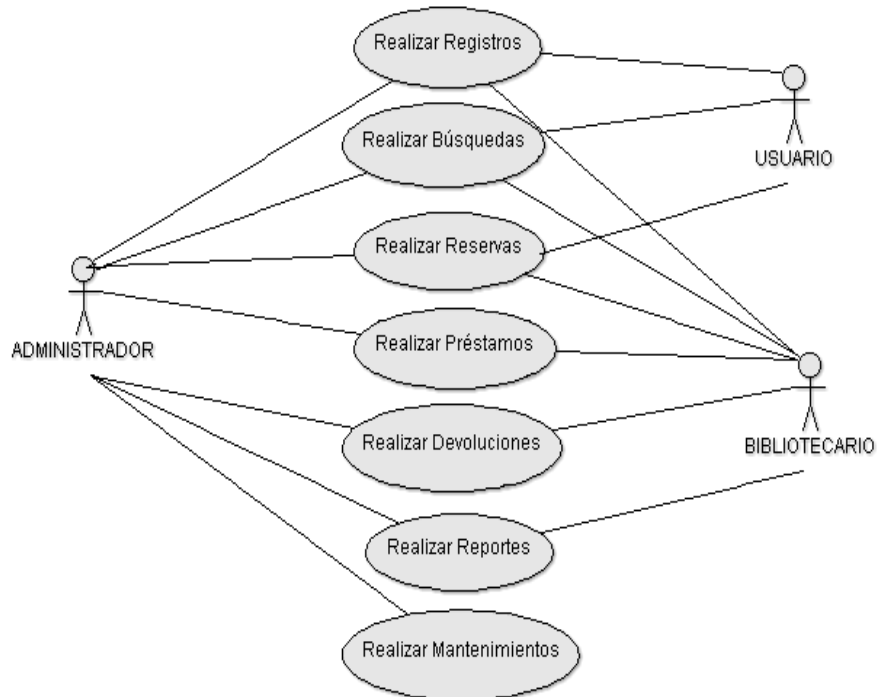 Realizar Registros
Realizar Búsquedas
USUARIO
Realizar Reservas
Realizar Préstamos
ADMINISTRADOR
Realizar Devoluciones
BIBLIOTECARIO
Realizar Reportes
Realizar Mantenimientos